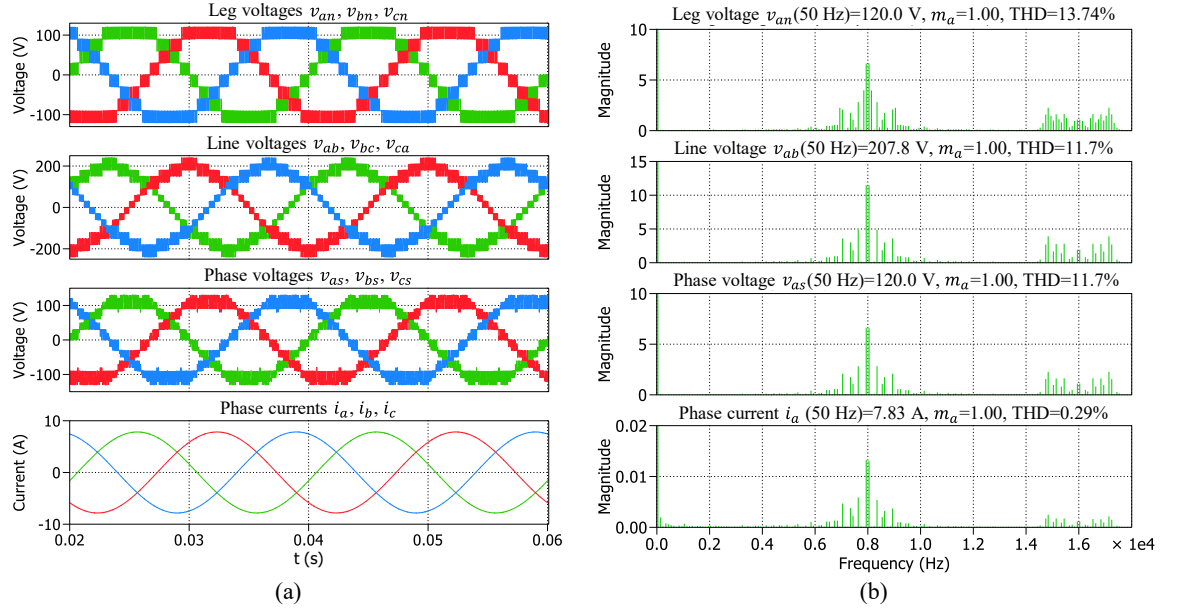 Leg voltages v_an, v_bn, v_cn
Voltage (V)
100
0
-100
Line voltages v_ab, v_bc, v_ca
Voltage (V)
200
0
-200
Phase voltages v_as, v_bs, v_cs
Voltage (V)
100
0
-100
Phase currents i_a, i_b, i_c
Current (A)
10
0
-10
0.02 0.03 0.04 0.05 0.06
t (s)
(a)
Leg voltage v_an(50 Hz)=120.0 V, m_a=1.00, THD=13.74%
Magnitude
10
5
0
Line voltage v_ab(50 Hz)=207.8 V, m_a=1.00, THD=11.7%
Magnitude
15
10
5
0
Phase voltage v_as(50 Hz)=120.0 V, m_a=1.00, THD=11.7%
Magnitude
10
5
0
Phase current i_a (50 Hz)=7.83 A, m_a=1.00, THD=0.29%
Magnitude
0.02
0.01
0.00
0.0 0.2 0.4 0.6 0.8 1.0 1.2 1.4 1.6 × 1e4
Frequency (Hz)
(b)